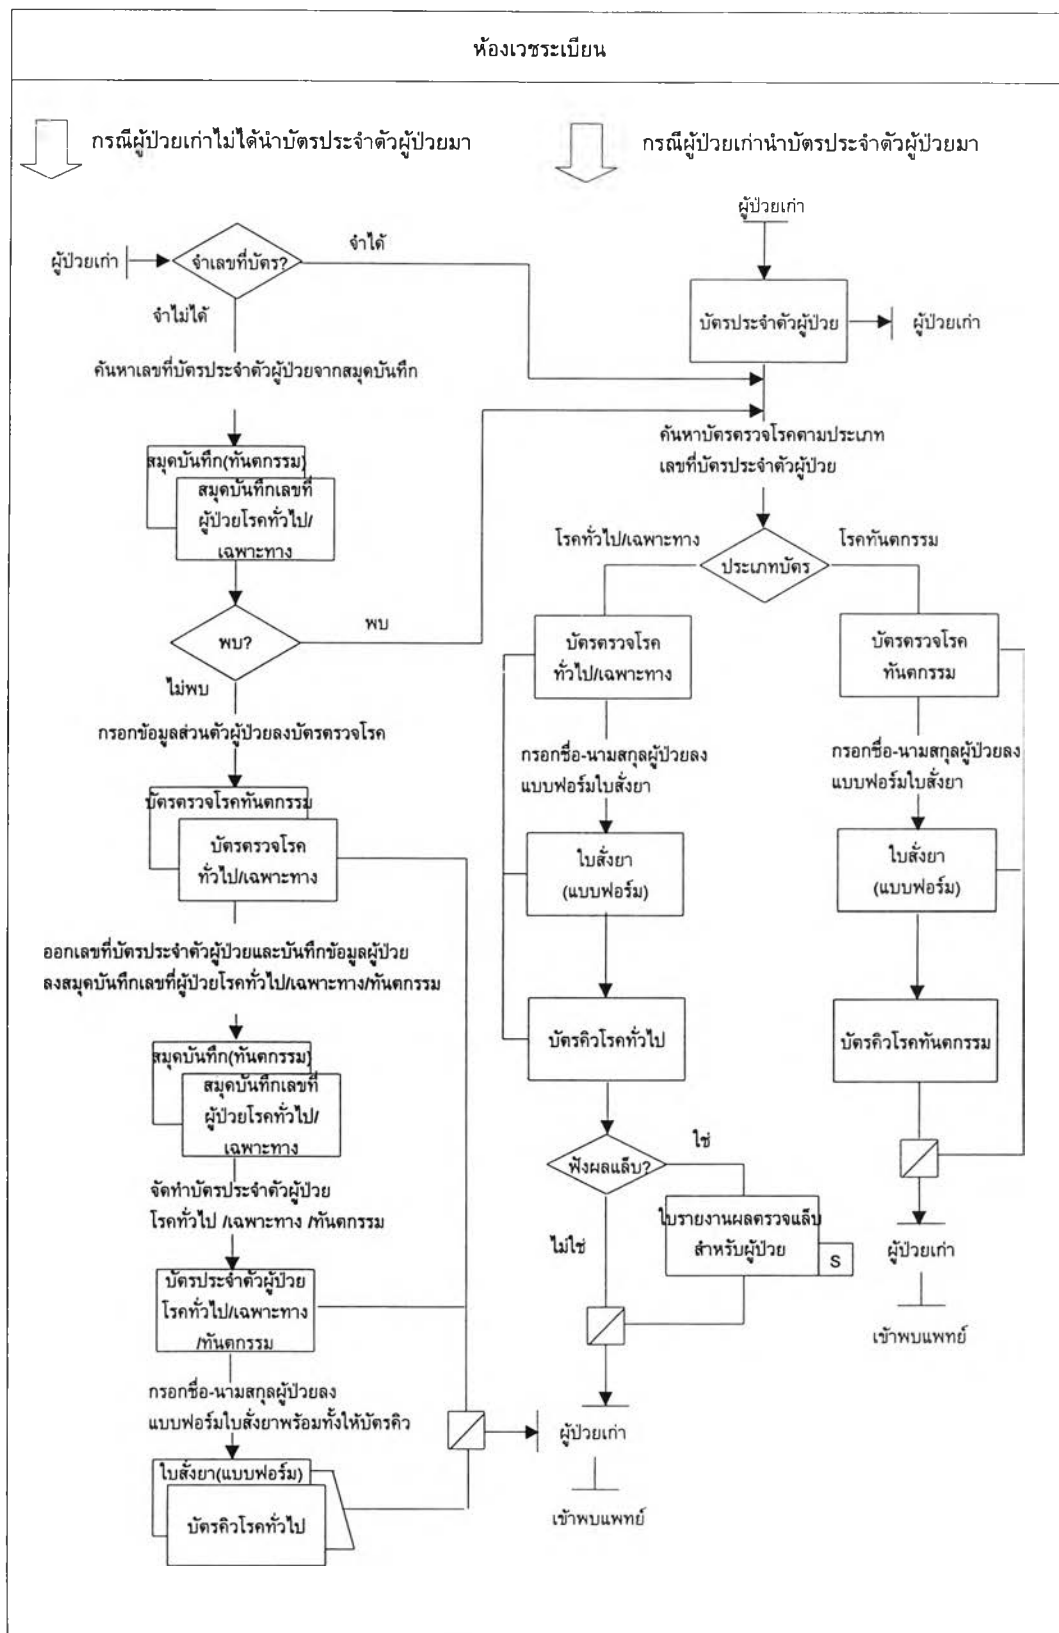 ห้องเวชระเบียน
กรณีผู้ป่วยเก่าไม่ได้นำบัตรประจำตัวผู้ป่วยมา
กรณีผู้ป่วยเก่านำบัตรประจำตัวผู้ป่วยมา
ผู้ป่วยเก่า
จำเลขที่บัตร?
จำได้
จำไม่ได้
ค้นหาเลขที่บัตรประจำตัวผู้ป่วยจากสมุดบันทึก
สมุดบันทึก(ทันตกรรม)
สมุดบันทึกเลขที่
ผู้ป่วยโรคทั่วไป/
เฉพาะทาง
พบ?
พบ
ไม่พบ
กรอกข้อมูลส่วนตัวผู้ป่วยลงบัตรตรวจโรค
บัตรตรวจโรคทันตกรรม
บัตรตรวจโรค
ทั่วไป/เฉพาะทาง
ออกเลขที่บัตรประจำตัวผู้ป่วยและบันทึกข้อมูลผู้ป่วย
ลงสมุดบันทึกเลขที่ผู้ป่วยโรคทั่วไป/เฉพาะทาง/ทันตกรรม
สมุดบันทึก(ทันตกรรม)
สมุดบันทึกเลขที่
ผู้ป่วยโรคทั่วไป/
เฉพาะทาง
จัดทำบัตรประจำตัวผู้ป่วย
โรคทั่วไป /เฉพาะทาง /ทันตกรรม
บัตรประจำตัวผู้ป่วย
โรคทั่วไป/เฉพาะทาง
/ทันตกรรม
กรอกชื่อ-นามสกุลผู้ป่วยลง
แบบฟอร์มใบสั่งยาพร้อมทั้งให้บัตรคิว
ใบสั่งยา(แบบฟอร์ม)
บัตรคิวโรคทั่วไป
ผู้ป่วยเก่า
บัตรประจำตัวผู้ป่วย
ผู้ป่วยเก่า
ค้นหาบัตรตรวจโรคตามประเภท
เลขที่บัตรประจำตัวผู้ป่วย
โรคทั่วไป/เฉพาะทาง
โรคทันตกรรม
ประเภทบัตร
บัตรตรวจโรค
ทั่วไป/เฉพาะทาง
กรอกชื่อ-นามสกุลผู้ป่วยลง
แบบฟอร์มใบสั่งยา
ใบสั่งยา
(แบบฟอร์ม)
บัตรคิวโรคทั่วไป
ฟังผลแล็บ?
ใช่
ไม่ใช่
ใบรายงานผลตรวจแล็บ
สำหรับผู้ป่วย
S
ผู้ป่วยเก่า
เข้าพบแพทย์
บัตรตรวจโรค
ทันตกรรม
กรอกชื่อ-นามสกุลผู้ป่วยลง
แบบฟอร์มใบสั่งยา
ใบสั่งยา
(แบบฟอร์ม)
บัตรคิวโรคทันตกรรม
ผู้ป่วยเก่า
เข้าพบแพทย์